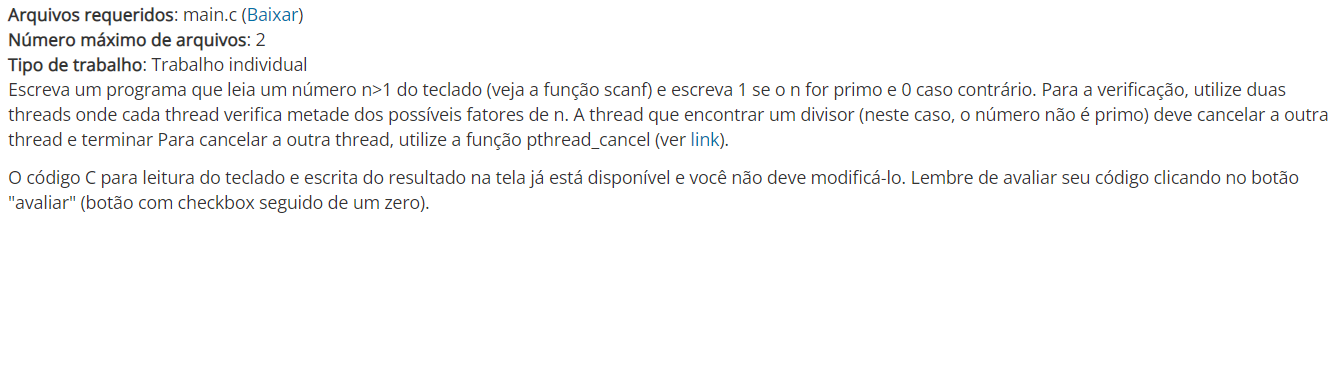 Arquivos requeridos: main.c (Baixar)
Número máximo de arquivos: 2
Tipo de trabalho: Trabalho individual
Escreva um programa que leia um número n>1 do teclado (veja a função scanf) e escreva 1 se o n for primo e 0 caso contrário. Para a verificação, utilize duas
threads onde cada thread verifica metade dos possíveis fatores de n. A thread que encontrar um divisor (neste caso, o número não é primo) deve cancelar a outra
thread e terminar Para cancelar a outra thread, utilize a função pthread_cancel (ver link).
O código C para leitura do teclado e escrita do resultado na tela já está disponível e você não deve modificá-lo. Lembre de avaliar seu código clicando no botão
"avaliar" (botão com checkbox seguido de um zero).